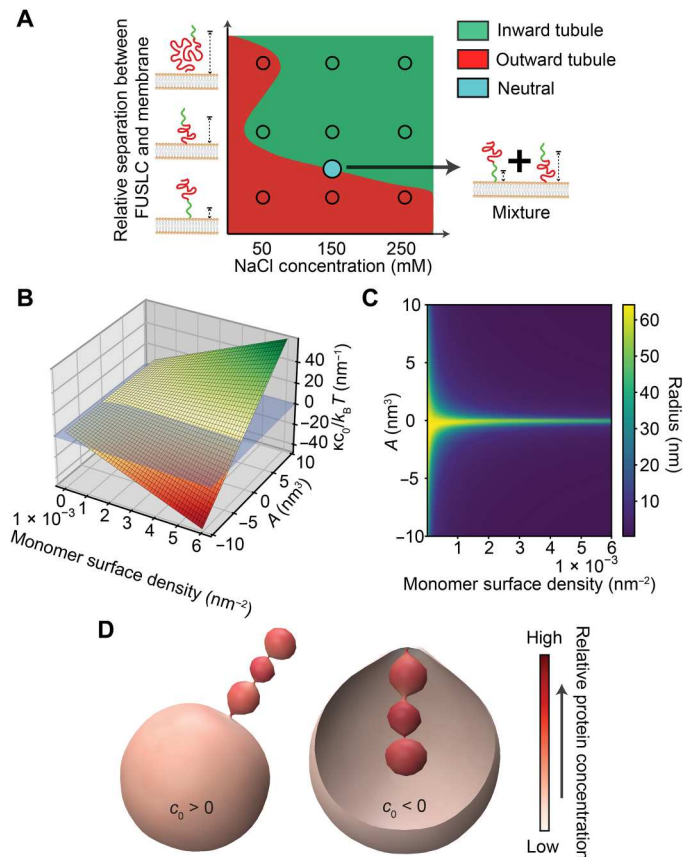 A
Relative separation between
FUSLC and membrane
Inward tubule
Outward tubule
Neutral
+
Mixture
50
150
250
NaCl concentration (mM)
B
κc₀/k_B T (nm⁻¹)
40
20
0
−20
−40
10
5
0
−5
−10
A (nm³)
0
1
2
3
4
5
6
1 × 10⁻³
Monomer surface density (nm⁻²)
C
10
5
0
−5
−10
A (nm³)
1
2
3
4
5
6
1 × 10⁻³
Monomer surface density (nm⁻²)
60
50
40
30
20
10
Radius (nm)
D
c₀ > 0
c₀ < 0
High
Low
Relative protein concentration